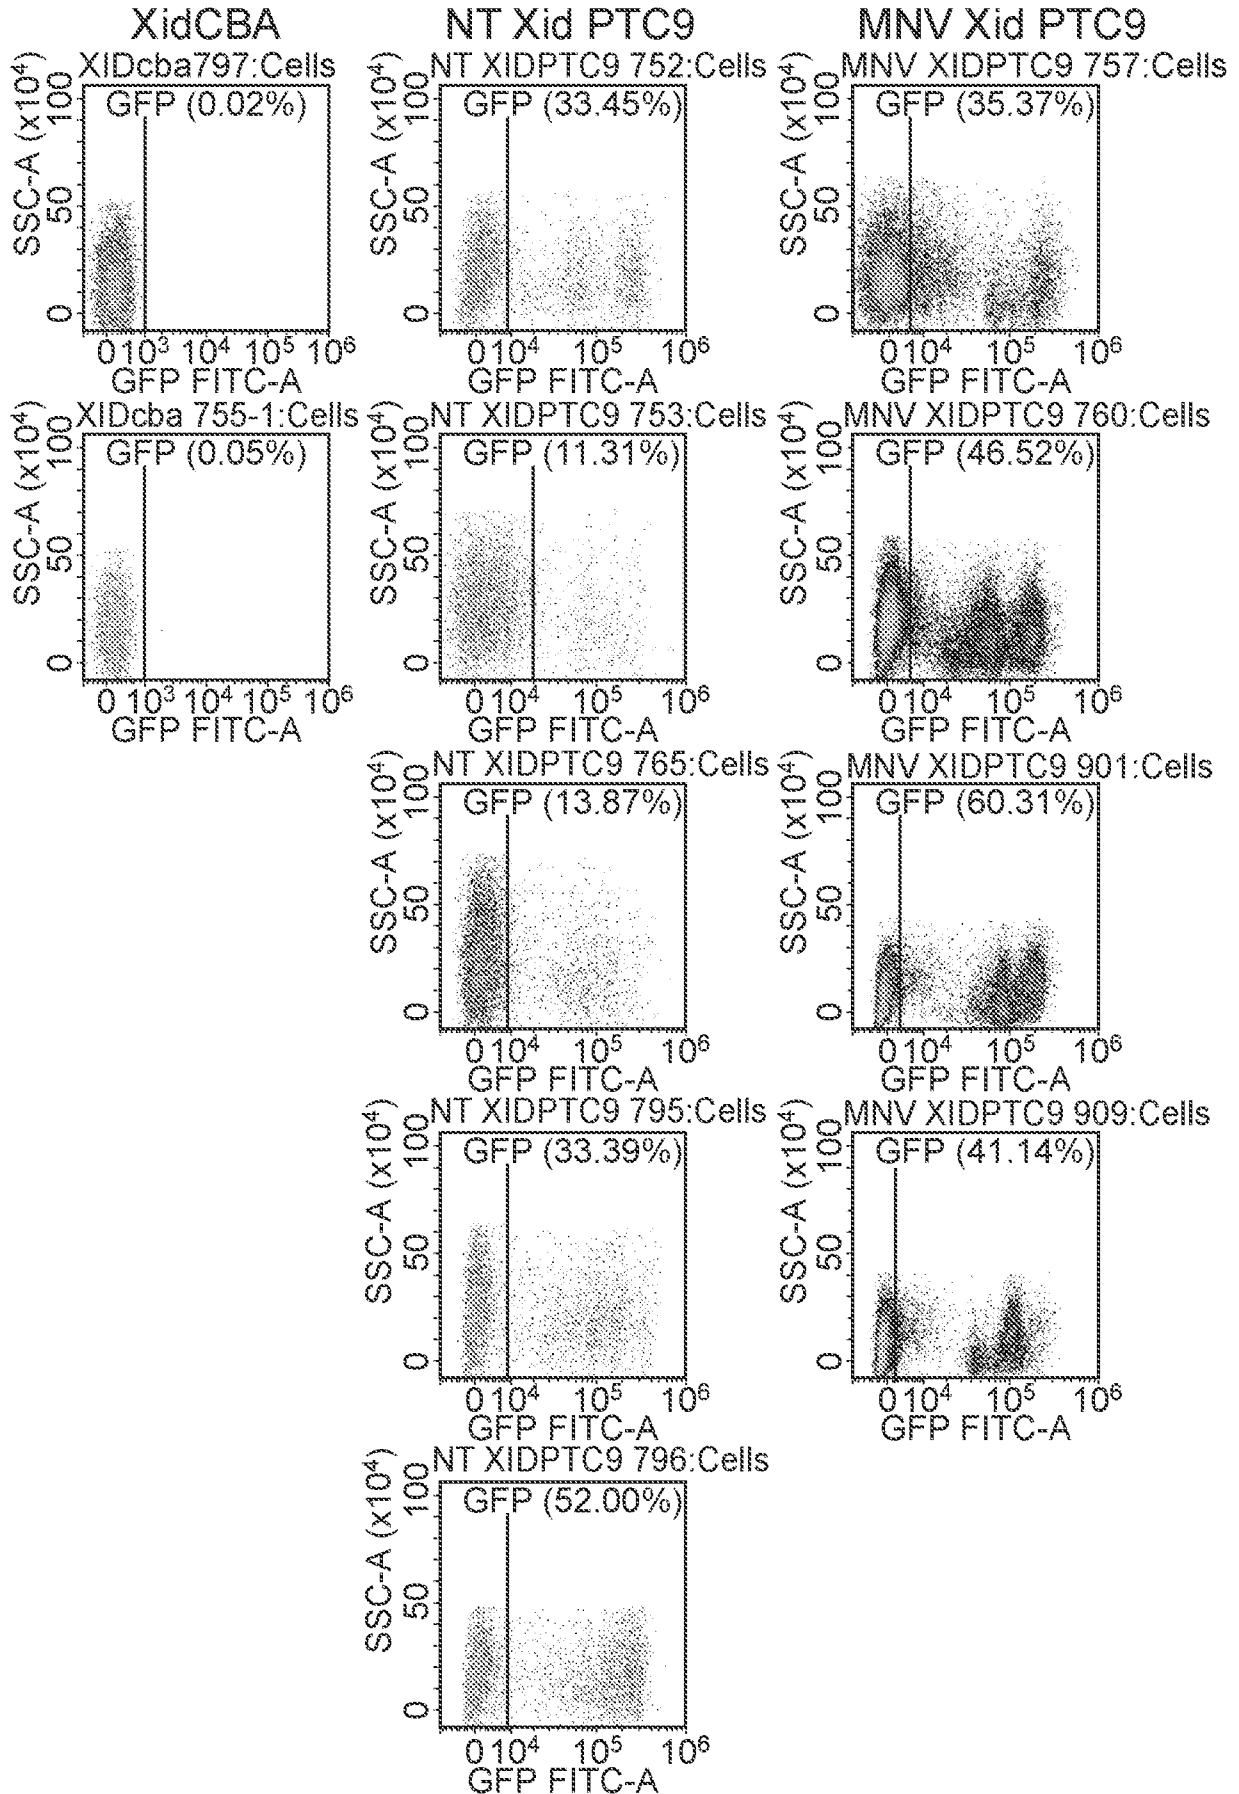 XidCBA NT Xid PTC9 MNV Xid PTC9
XIDcba797:Cells NT XIDPTC9 752:Cells MNV XIDPTC9 757:Cells
GFP (0.02%) GFP (33.45%) GFP (35.37%)
SSC-A (x10⁴) SSC-A (x10⁴) SSC-A (x10⁴)
100 100 100
50 50 50
0 0 0
0 10³ 10⁴ 10⁵ 10⁶ 0 10⁴ 10⁵ 10⁶ 0 10⁴ 10⁵ 10⁶
GFP FITC-A GFP FITC-A GFP FITC-A
XIDcba 755-1:Cells NT XIDPTC9 753:Cells MNV XIDPTC9 760:Cells
GFP (0.05%) GFP (11.31%) GFP (46.52%)
SSC-A (x10⁴) SSC-A (x10⁴) SSC-A (x10⁴)
100 100 100
50 50 50
0 0 0
0 10³ 10⁴ 10⁵ 10⁶ 0 10⁴ 10⁵ 10⁶ 0 10⁴ 10⁵ 10⁶
GFP FITC-A GFP FITC-A GFP FITC-A
NT XIDPTC9 765:Cells MNV XIDPTC9 901:Cells
GFP (13.87%) GFP (60.31%)
SSC-A (x10⁴) SSC-A (x10⁴)
100 100
50 50
0 0
0 10⁴ 10⁵ 10⁶ 0 10⁴ 10⁵ 10⁶
GFP FITC-A GFP FITC-A
NT XIDPTC9 795:Cells MNV XIDPTC9 909:Cells
GFP (33.39%) GFP (41.14%)
SSC-A (x10⁴) SSC-A (x10⁴)
100 100
50 50
0 0
0 10⁴ 10⁵ 10⁶ 0 10⁴ 10⁵ 10⁶
GFP FITC-A GFP FITC-A
NT XIDPTC9 796:Cells
GFP (52.00%)
SSC-A (x10⁴)
100
50
0
0 10⁴ 10⁵ 10⁶
GFP FITC-A